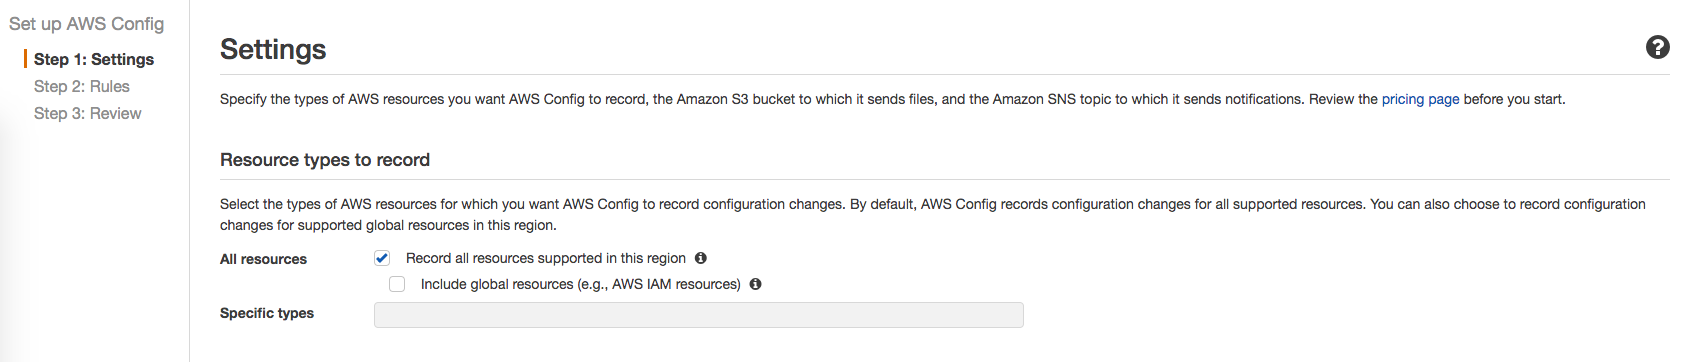 Set up AWS Config
Step 1: Settings
Step 2: Rules
Step 3: Review
Settings
Specify the types of AWS resources you want AWS Config to record, the Amazon S3 bucket to which it sends files, and the Amazon SNS topic to which it sends notifications. Review the pricing page before you start.
Resource types to record
Select the types of AWS resources for which you want AWS Config to record configuration changes. By default, AWS Config records configuration changes for all supported resources. You can also choose to record configuration
changes for supported global resources in this region.
All resources Record all resources supported in this region
Include global resources (e.g., AWS IAM resources)
Specific types